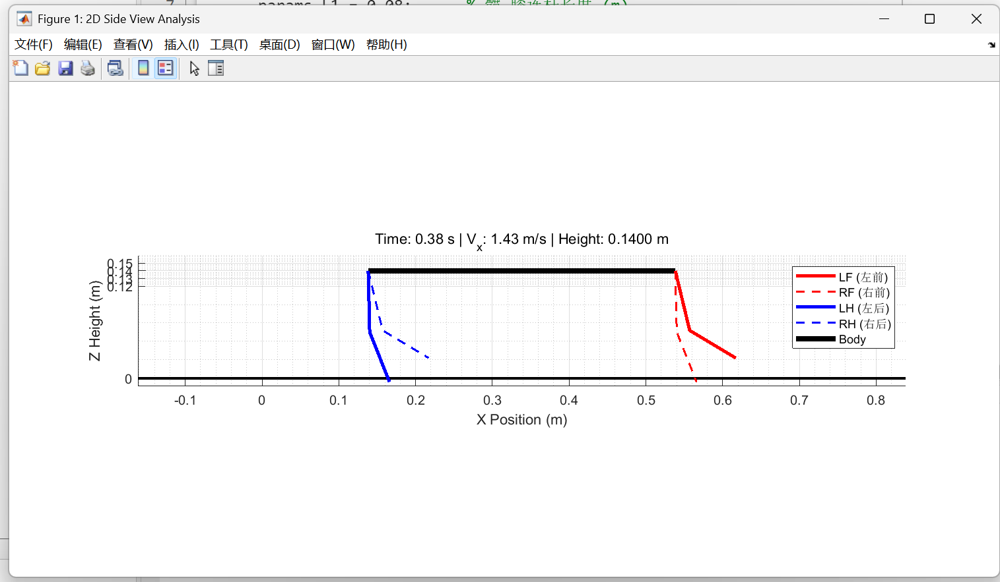 Figure 1: 2D Side View Analysis
文件(F) 编辑(E) 查看(V) 插入(I) 工具(T) 桌面(D) 窗口(W) 帮助(H)
Time: 0.38 s | Vx: 1.43 m/s | Height: 0.1400 m
0.15
0.14
0.13
0.12
0
Z Height (m)
LF (左前)
RF (右前)
LH (左后)
RH (右后)
Body
-0.1 0 0.1 0.2 0.3 0.4 0.5 0.6 0.7 0.8
X Position (m)